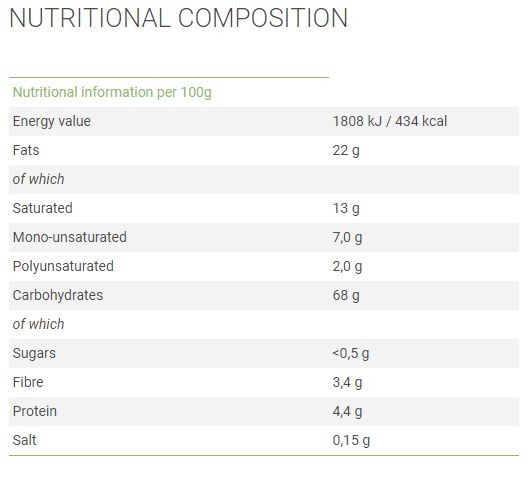 NUTRITIONAL COMPOSITION
Nutritional information per 100g
Energy value 1808 kJ / 434 kcal
Fats 22 g
of which
Saturated 13 g
Mono-unsaturated 7,0 g
Polyunsaturated 2,0 g
Carbohydrates 68 g
of which
Sugars <0,5 g
Fibre 3,4 g
Protein 4,4 g
Salt 0,15 g